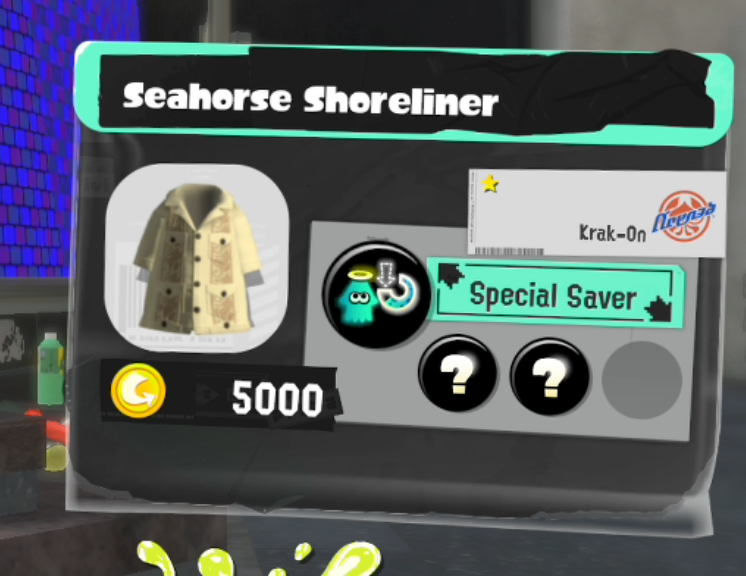 Seahorse Shoreliner
Krak-On
Special Saver
?
?
5000